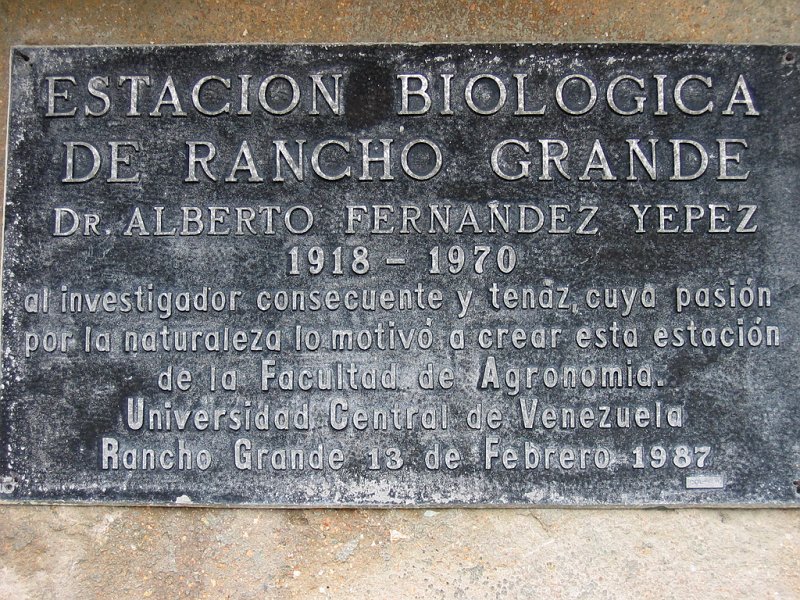 ESTACION BIOLOGICA
DE RANCHO GRANDE
DR. ALBERTO FERNANDEZ YEPEZ
1918 - 1970
al investigador consecuente y tenaz, cuya pasión
por la naturaleza lo motivó a crear esta estación
de la Facultad de Agronomia.
Universidad Central de Venezuela
Rancho Grande 13 de Febrero 1987